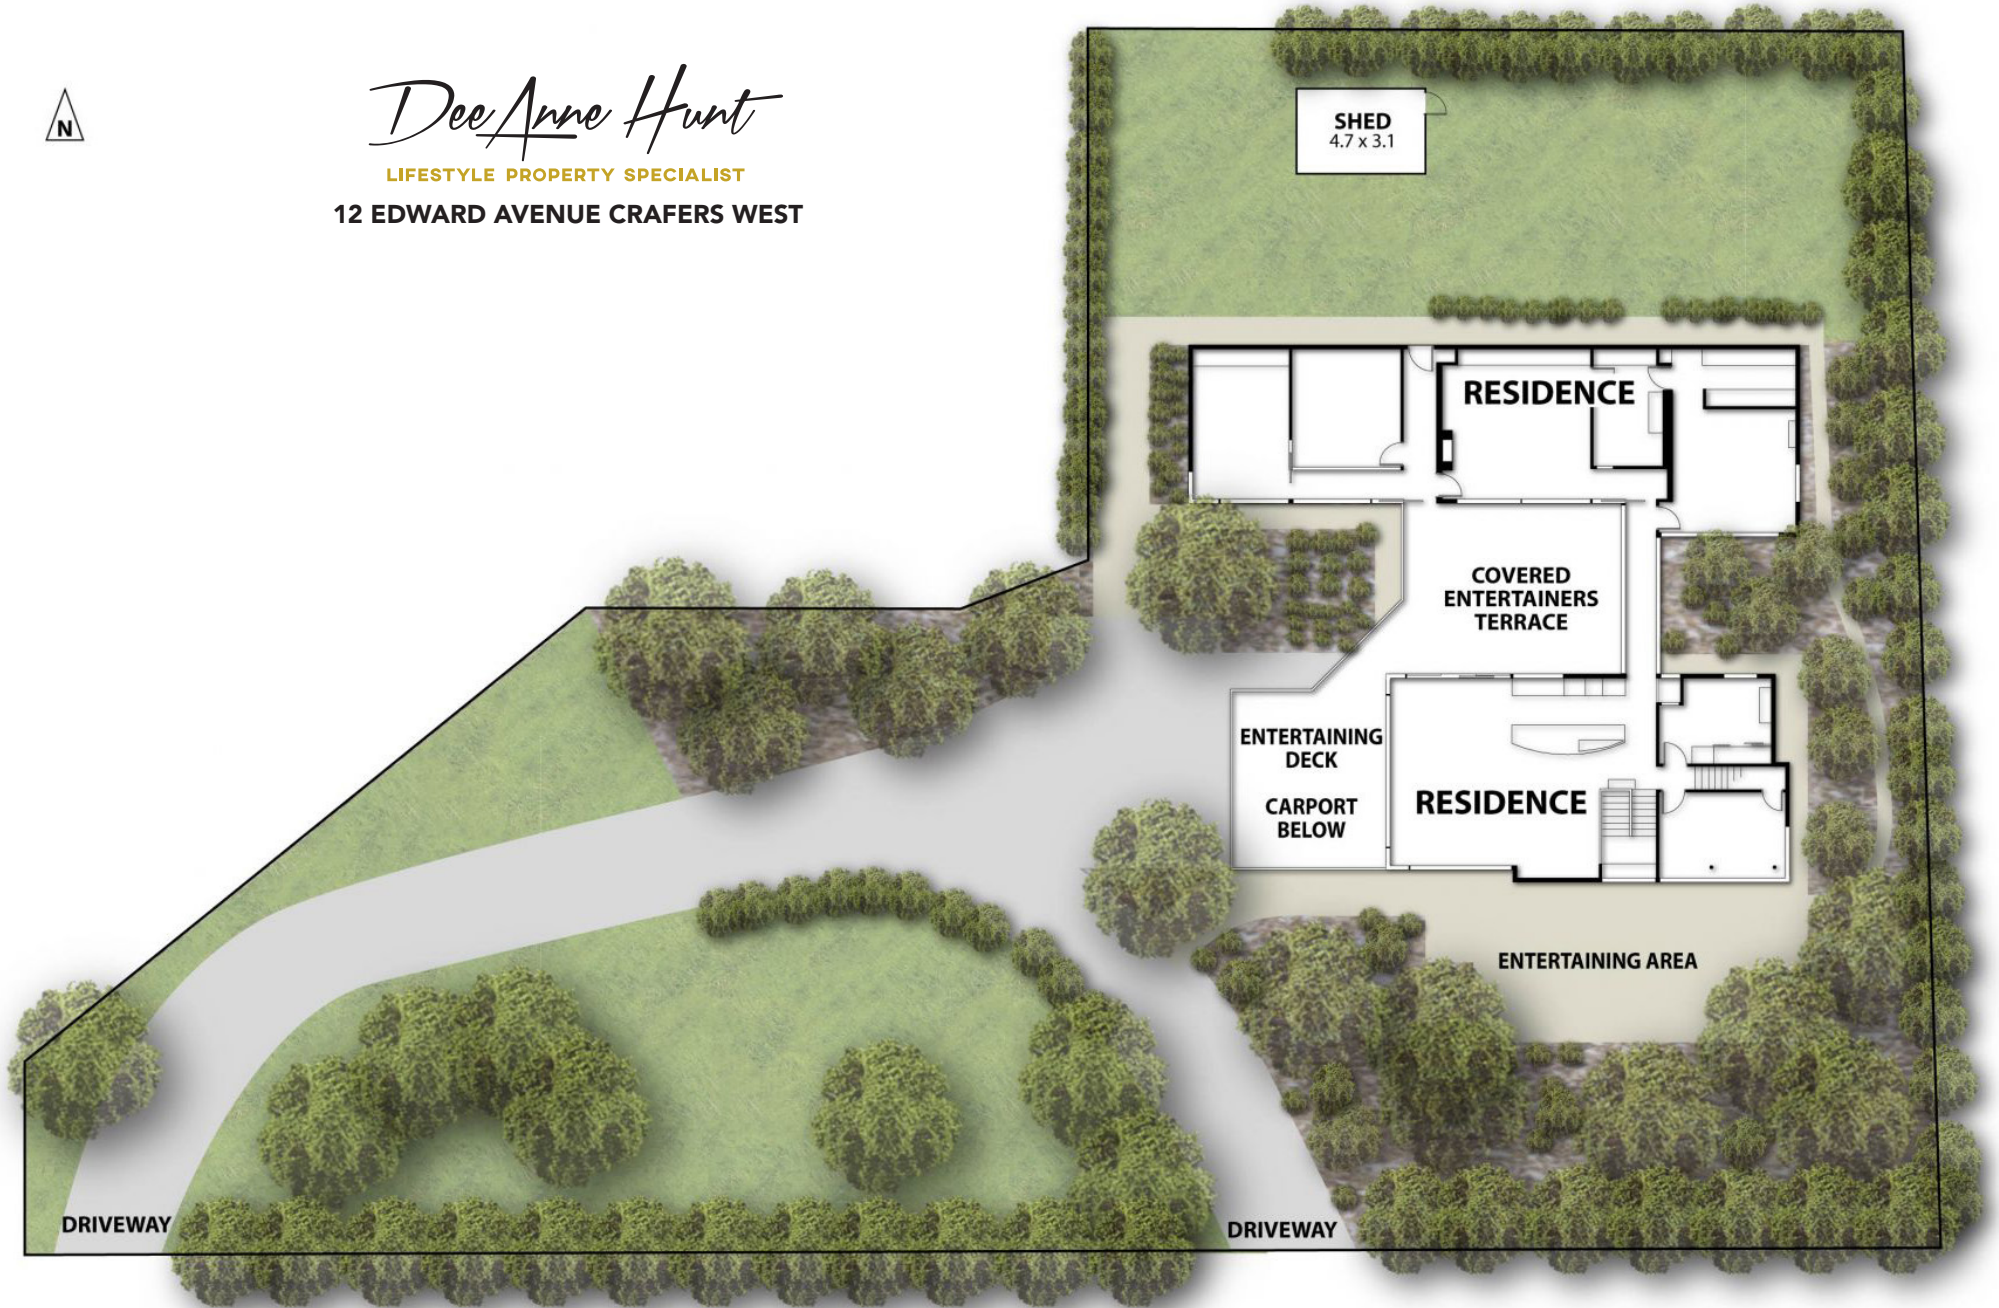 N
DeeAnne Hunt
LIFESTYLE PROPERTY SPECIALIST
12 EDWARD AVENUE CRAFERS WEST
SHED
4.7 x 3.1
RESIDENCE
COVERED
ENTERTAINERS
TERRACE
ENTERTAINING
DECK
CARPORT
BELOW
RESIDENCE
ENTERTAINING AREA
DRIVEWAY
DRIVEWAY